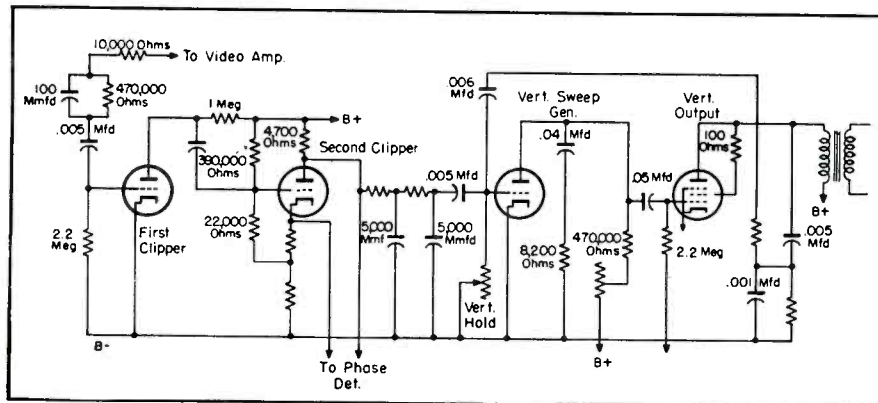 10,000 Ohms
To Video Amp.
100
Mmfd
470,000
Ohms
.005 Mfd
1 Meg
B+
4,700
Ohms
Second Clipper
390,000
Ohms
22,000
Ohms
2.2
Meg
First
Clipper
B-
To Phase
Det.
5,000
Mmf
5,000
Mmfd
.005 Mfd
.006
Mfd
Vert. Sweep
Gen.
.04 Mfd
Vert.
Hold
8,200
Ohms
470,000
Ohms
B+
.05 Mfd
Vert.
Output
100
Ohms
2.2 Meg
.001 Mfd
.005
Mfd
B+